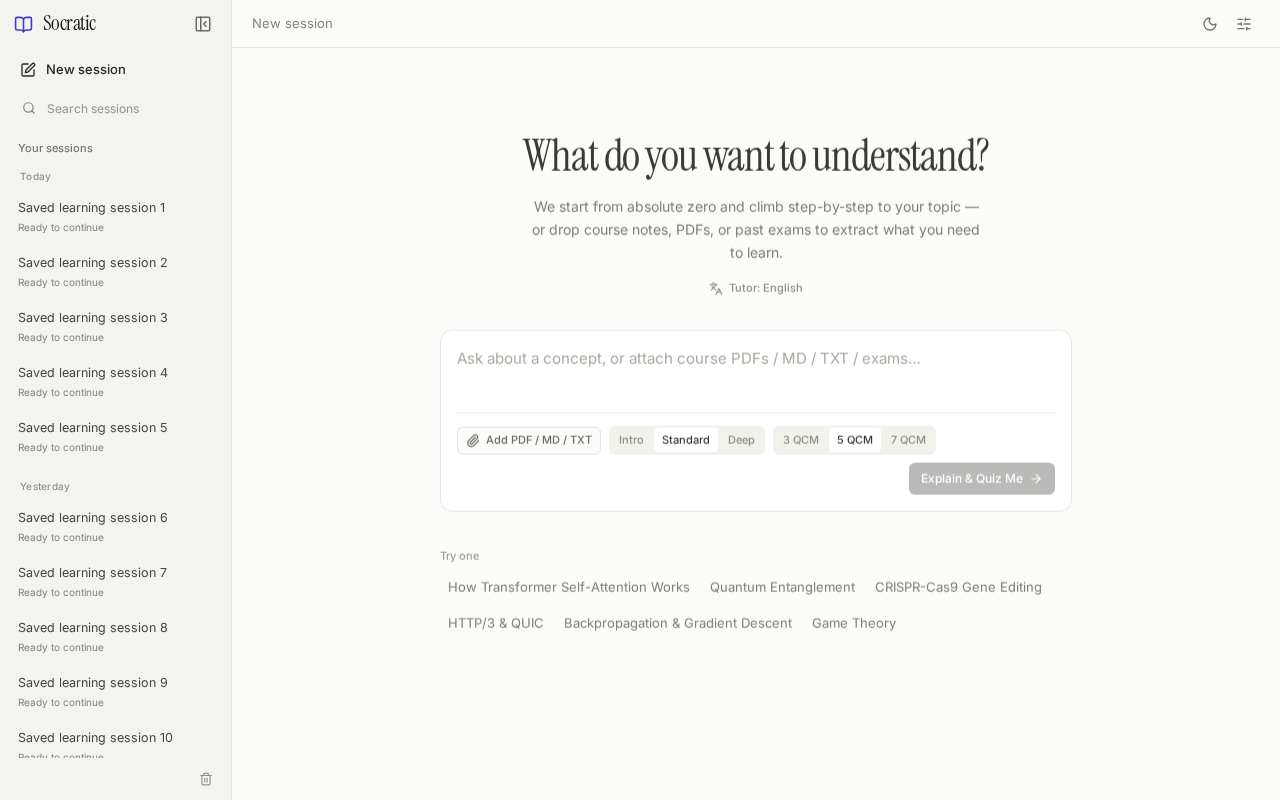 Socratic
New session
Search sessions
Your sessions
Today
Saved learning session 1
Ready to continue
Saved learning session 2
Ready to continue
Saved learning session 3
Ready to continue
Saved learning session 4
Ready to continue
Saved learning session 5
Ready to continue
Yesterday
Saved learning session 6
Ready to continue
Saved learning session 7
Ready to continue
Saved learning session 8
Ready to continue
Saved learning session 9
Ready to continue
Saved learning session 10
Ready to continue
New session
What do you want to understand?
We start from absolute zero and climb step-by-step to your topic —
or drop course notes, PDFs, or past exams to extract what you need
to learn.
Tutor: English
Ask about a concept, or attach course PDFs / MD / TXT / exams...
Add PDF / MD / TXT Intro Standard Deep 3 QCM 5 QCM 7 QCM
Explain & Quiz Me
Try one
How Transformer Self-Attention Works Quantum Entanglement CRISPR-Cas9 Gene Editing
HTTP/3 & QUIC Backpropagation & Gradient Descent Game Theory